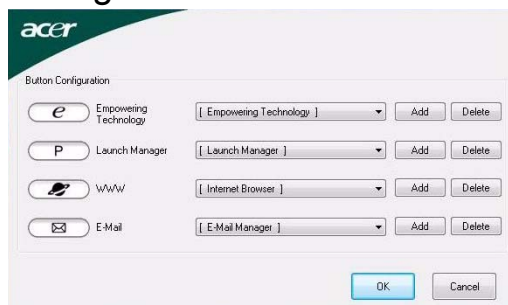 acer
Button Configuration
e Empowering Technology [ Empowering Technology ] Add Delete
P Launch Manager [ Launch Manager ] Add Delete
WWW [ Internet Browser ] Add Delete
E-Mail [ E-Mail Manager ] Add Delete
OK Cancel